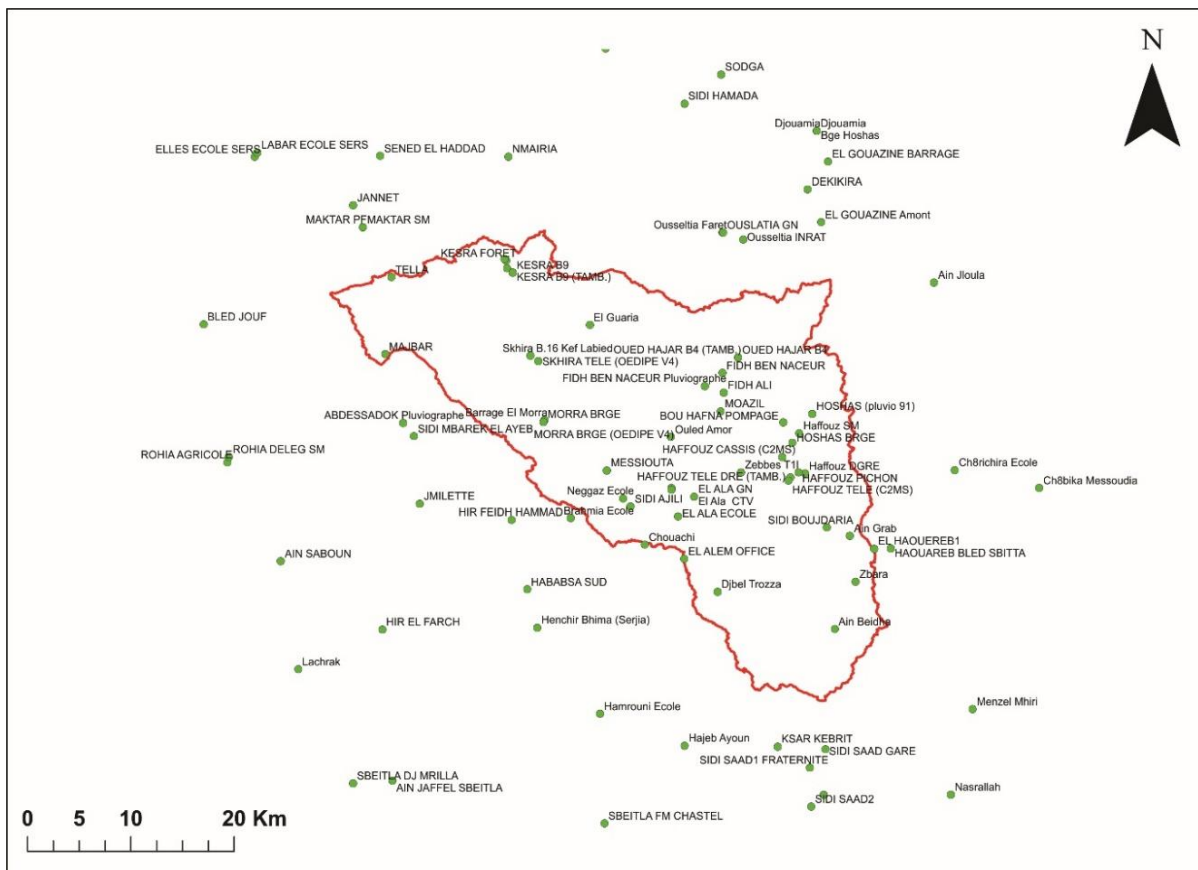 N
SODGA
SIDI HAMADA
DjouamiaDjouamia
Bge Hoshas
ELLES ECOLE SERS
LABAR ECOLE SERS
SENED EL HADDAD
NMAIRIA
EL GOUAZINE BARRAGE
DEKIKIRA
JANNET
MAKTAR PFMAKTAR SM
EL GOUAZINE Amont
Ousseltia FaretOUSLATIA GN
Ousseltia INRAT
KESRA FORET
KESRA B9
KESRA B9 (TAMB.)
TELLA
Ain Jloula
BLED JOUF
El Guaria
MAJBAR
Skhira B.16 Kef Labied
OUED HAJAR B4 (TAMB.)
OUED HAJAR B4
SKHIRA TELE (OEDIPE V4)
FIDH BEN NACEUR
FIDH BEN NACEUR Pluviographe
FIDH ALI
MOAZIL
HOSHAS (pluvio 91)
ABDESSADOK Pluviographe
Barrage El Morra
MORRA BRGE
BOU HAFNA POMPAGE
SIDI MBAREK EL AYEB
MORRA BRGE (OEDIPE V4)
Ouled Amor
Haffouz SM
HOSHAS BRGE
ROHIA DELEG SM
ROHIA AGRICOLE
HAFFOUZ CASSIS (C2MS)
MESSIOUTA
Zebbes T1
Haffouz DGRE
Ch8richira Ecole
HAFFOUZ TELE DRE (TAMB.)
HAFFOUZ PICHON
Ch8bika Messoudia
HAFFOUZ TELE (C2MS)
EL ALA GN
JMILETTE
Neggaz Ecole
SIDI AJILI
El Ala CTV
HIR FEIDH HAMMAD
Brahmia Ecole
EL ALA ECOLE
SIDI BOUJDARIA
Ain Grab
Chouachi
EL HAOUEREB1
EL ALEM OFFICE
HAOUAREB BLED SBITTA
AIN SABOUN
HABABSA SUD
Djbel Trozza
Zbara
HIR EL FARCH
Henchir Bhima (Serjia)
Ain Beidha
Lachrak
Hamrouni Ecole
Menzel Mhiri
Hajeb Ayoun
KSAR KEBRIT
SIDI SAAD GARE
SIDI SAAD1 FRATERNITE
SBEITLA DJ MRILLA
AIN JAFFEL SBEITLA
Nasrallah
SIDI SAAD2
SBEITLA FM CHASTEL
0 5 10 20 Km